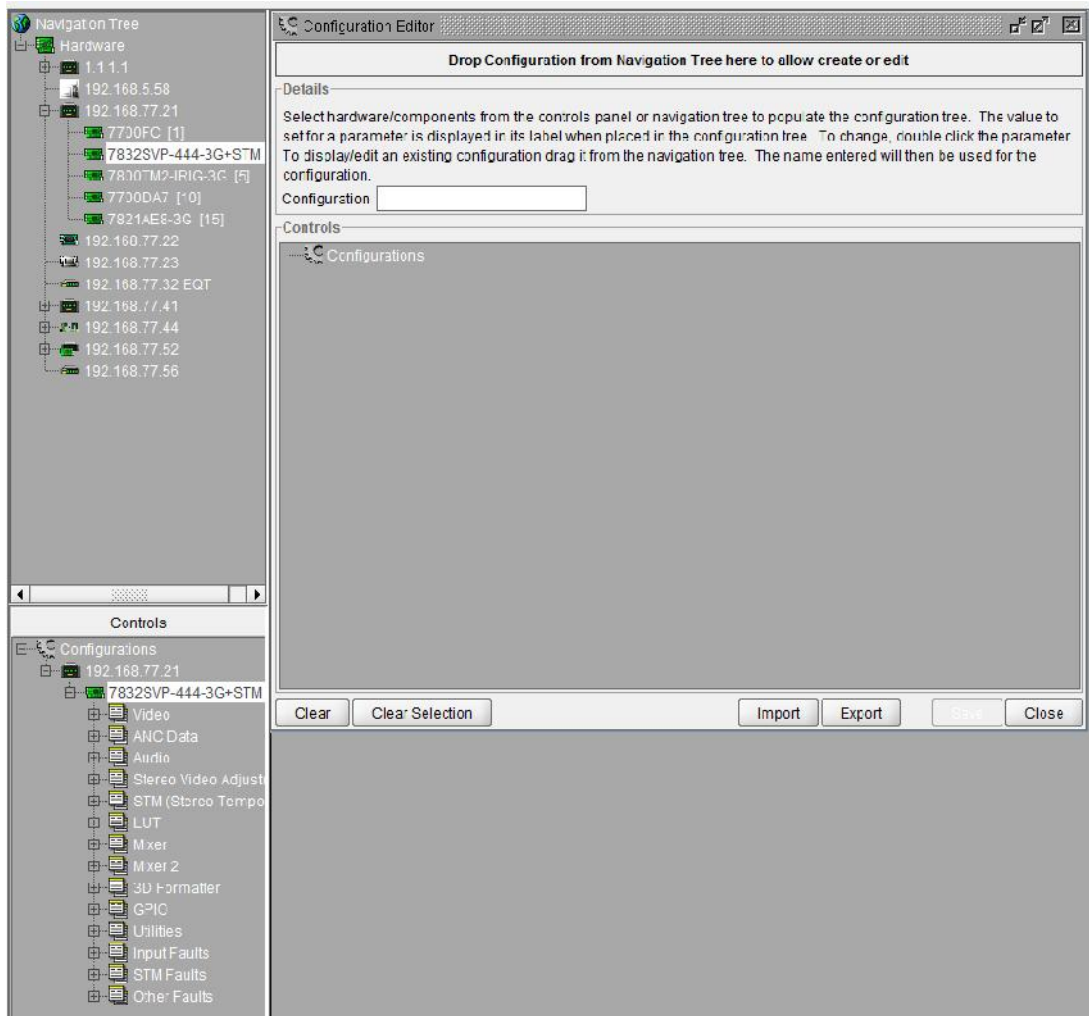 Navigation Tree
Hardware
1.1.1.1
192.168.5.58
192.168.77.21
7700FC [1]
7832SVP-444-3G+STM
7800TM2-IRIG-3G [5]
7700DA7 [10]
7821AE8-3G [15]
192.168.77.22
192.168.77.23
192.168.77.32 EQT
192.168.77.41
192.168.77.44
192.168.77.52
192.168.77.56
Controls
Configurations
192.168.77.21
7832SVP-444-3G+STM
Video
ANC Data
Audio
Stereo Video Adjust
STM (Stereo Tempo
LUT
Mixer
Mixer 2
3D Formatter
GPIO
Utilities
Input Faults
STM Faults
Other Faults
Configuration Editor
Drop Configuration from Navigation Tree here to allow create or edit
Details
Select hardware/components from the controls panel or navigation tree to populate the configuration tree. The value to
set for a parameter is displayed in its label when placed in the configuration tree. To change, double click the parameter
To display/edit an existing configuration drag it from the navigation tree. The name entered will then be used for the
configuration.
Configuration
Controls
Configurations
Clear
Clear Selection
Import
Export
Save
Close